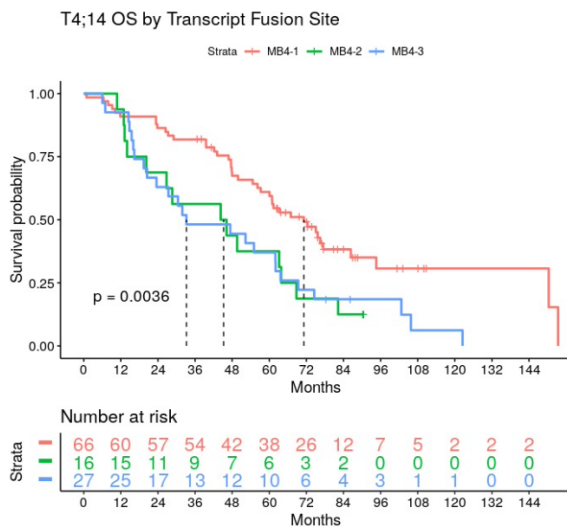 T4;14 OS by Transcript Fusion Site
Strata MB4-1 MB4-2 MB4-3
Survival probability
1.00
0.75
0.50
0.25
0.00
p = 0.0036
0 12 24 36 48 60 72 84 96 108 120 132 144
Months
Number at risk
Strata
66 60 57 54 42 38 26 12 7 5 2 2 2
16 15 11 9 7 6 3 2 0 0 0 0 0
27 25 17 13 12 10 6 4 3 1 1 0 0
0 12 24 36 48 60 72 84 96 108 120 132 144
Months